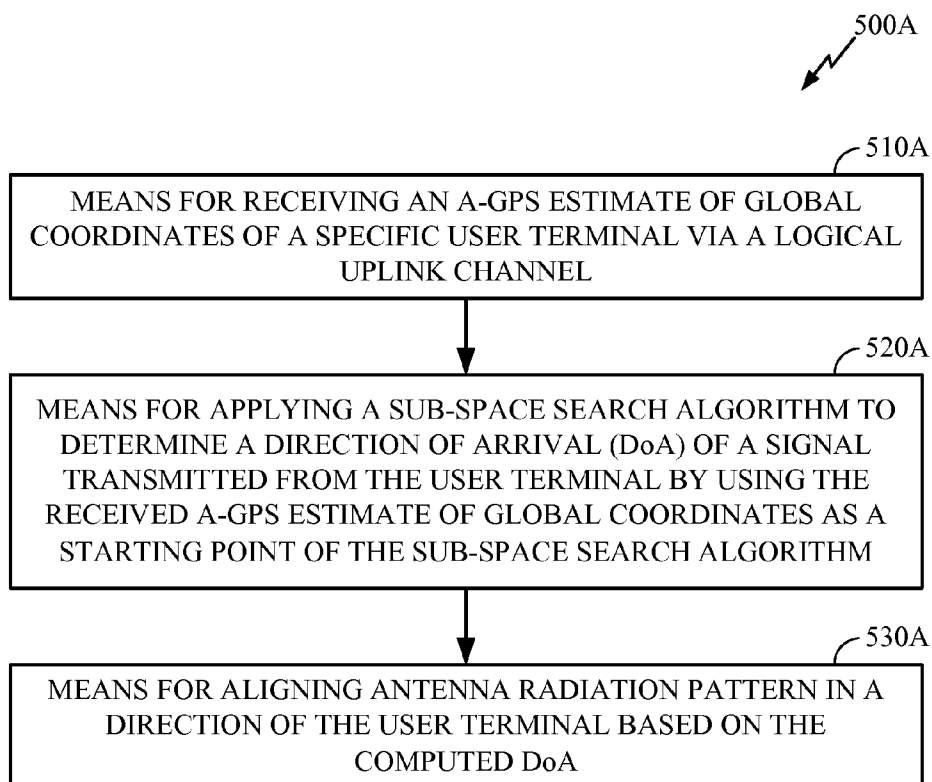 500A
510A
MEANS FOR RECEIVING AN A-GPS ESTIMATE OF GLOBAL
COORDINATES OF A SPECIFIC USER TERMINAL VIA A LOGICAL
UPLINK CHANNEL
520A
MEANS FOR APPLYING A SUB-SPACE SEARCH ALGORITHM TO
DETERMINE A DIRECTION OF ARRIVAL (DoA) OF A SIGNAL
TRANSMITTED FROM THE USER TERMINAL BY USING THE
RECEIVED A-GPS ESTIMATE OF GLOBAL COORDINATES AS A
STARTING POINT OF THE SUB-SPACE SEARCH ALGORITHM
530A
MEANS FOR ALIGNING ANTENNA RADIATION PATTERN IN A
DIRECTION OF THE USER TERMINAL BASED ON THE
COMPUTED DoA